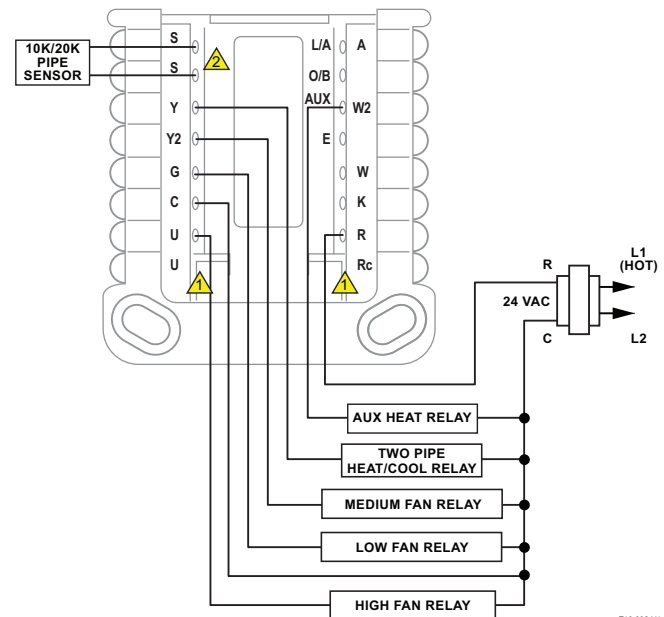 10K/20K
PIPE
SENSOR
S
S
Y
Y2
G
C
U
U
2
1
L/A
O/B
AUX
E
A
W2
W
K
R
Rc
1
R
24 VAC
C
L1
(HOT)
L2
AUX HEAT RELAY
TWO PIPE
HEAT/COOL RELAY
MEDIUM FAN RELAY
LOW FAN RELAY
HIGH FAN RELAY